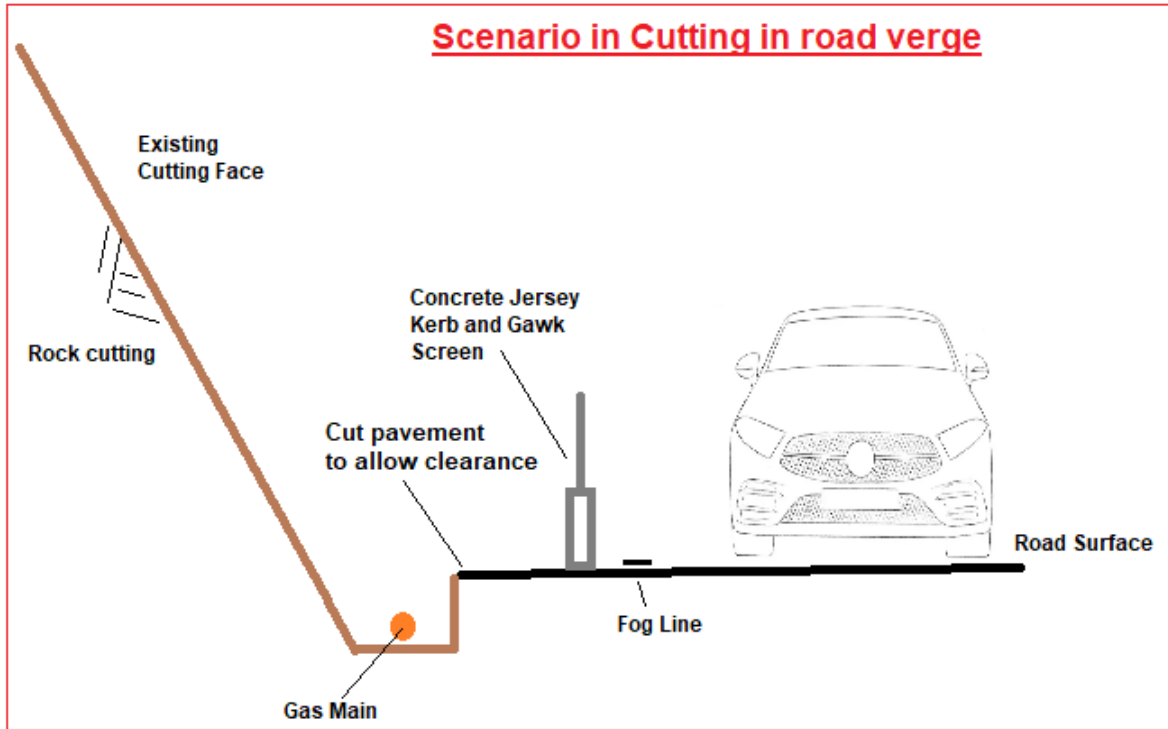 Scenario in Cutting in road verge
Existing
Cutting Face
Rock cutting
Concrete Jersey
Kerb and Gawk
Screen
Cut pavement
to allow clearance
Road Surface
Fog Line
Gas Main